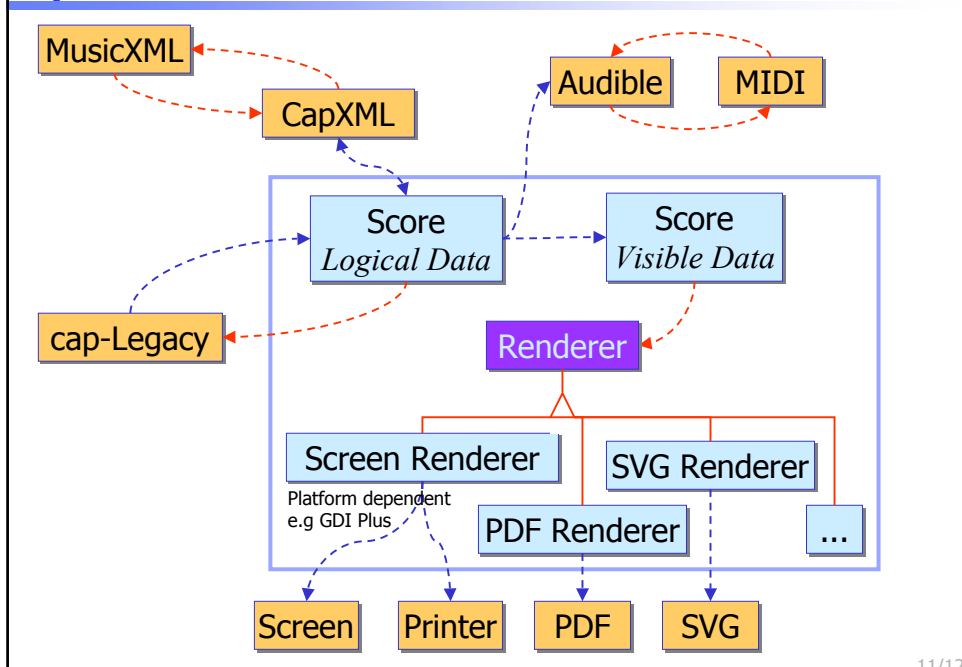 MusicXML
CapXML
Audible
MIDI
Score
Logical Data
Score
Visible Data
cap-Legacy
Renderer
Screen Renderer
Platform dependent
e.g GDI Plus
SVG Renderer
PDF Renderer
...
Screen
Printer
PDF
SVG